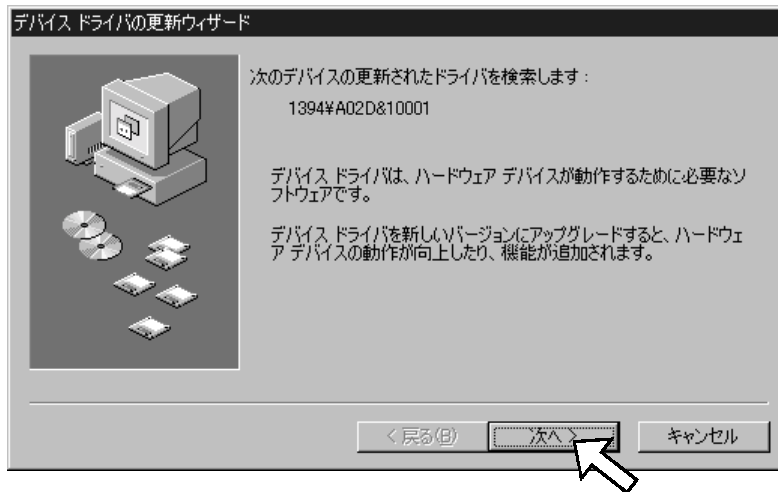 デバイス ドライバの更新ウィザード
次のデバイスの更新されたドライバを検索します：
1394¥A02D&10001
デバイス ドライバは、ハードウェア デバイスが動作するために必要なソ
フトウェアです。
デバイス ドライバを新しいバージョンにアップグレードすると、ハードウェ
ア デバイスの動作が向上したり、機能が追加されます。
< 戻る(B) 次へ > キャンセル